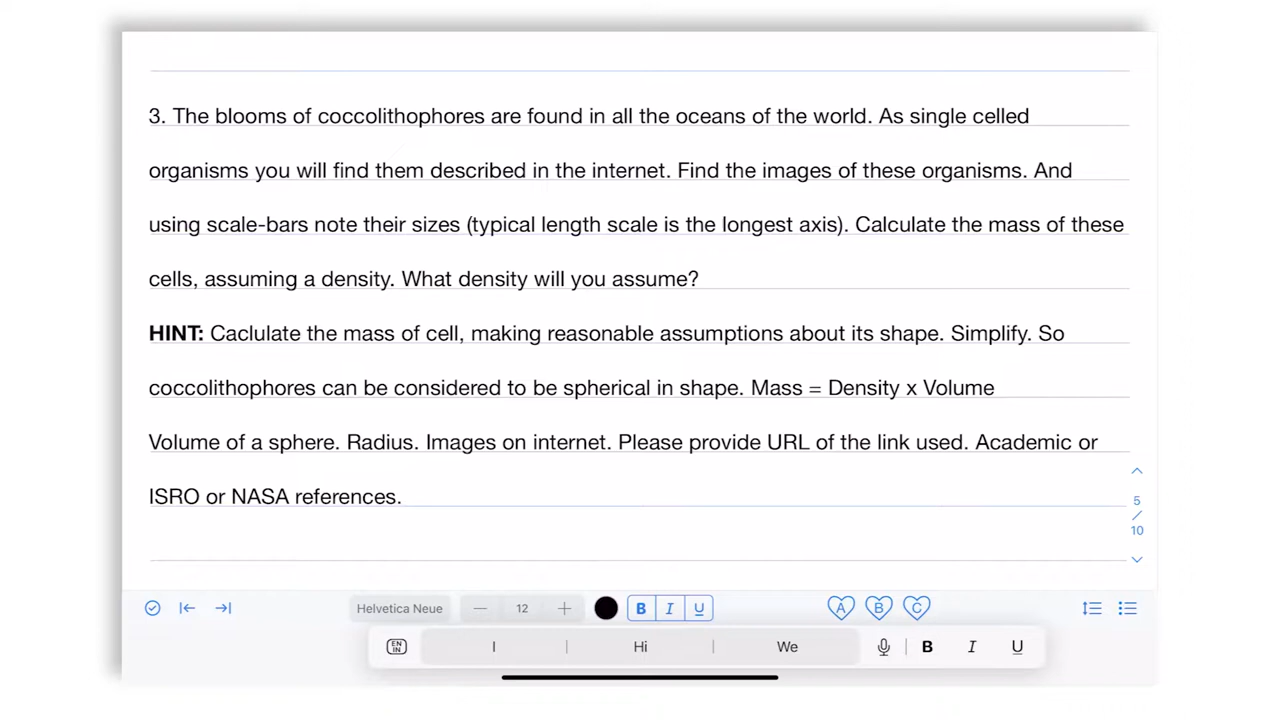 3. The blooms of coccolithophores are found in all the oceans of the world. As single celled
organisms you will find them described in the internet. Find the images of these organisms. And
using scale-bars note their sizes (typical length scale is the longest axis). Calculate the mass of these
cells, assuming a density. What density will you assume?
HINT: Caclulate the mass of cell, making reasonable assumptions about its shape. Simplify. So
coccolithophores can be considered to be spherical in shape. Mass = Density x Volume
Volume of a sphere. Radius. Images on internet. Please provide URL of the link used. Academic or
ISRO or NASA references.
5
/
10
Helvetica Neue
— 12 +
B I U
A B C
EN
IN
I
Hi
We
B I U